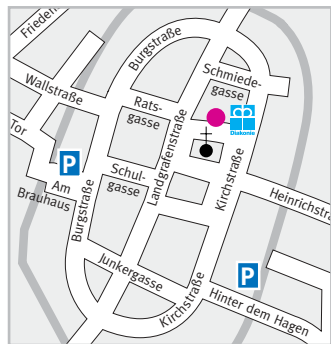 Frieden
Burgstraße
Schmiede-
gasse
Wallstraße
Rats-
gasse
Diakonie
Tor
P
Landgrafenstraße
Am
Brauhaus
Schul-
gasse
Kirchstraße
Heinrichstra
Burgstraße
Junkergasse
P
Kirchstraße
Hinter dem Hagen